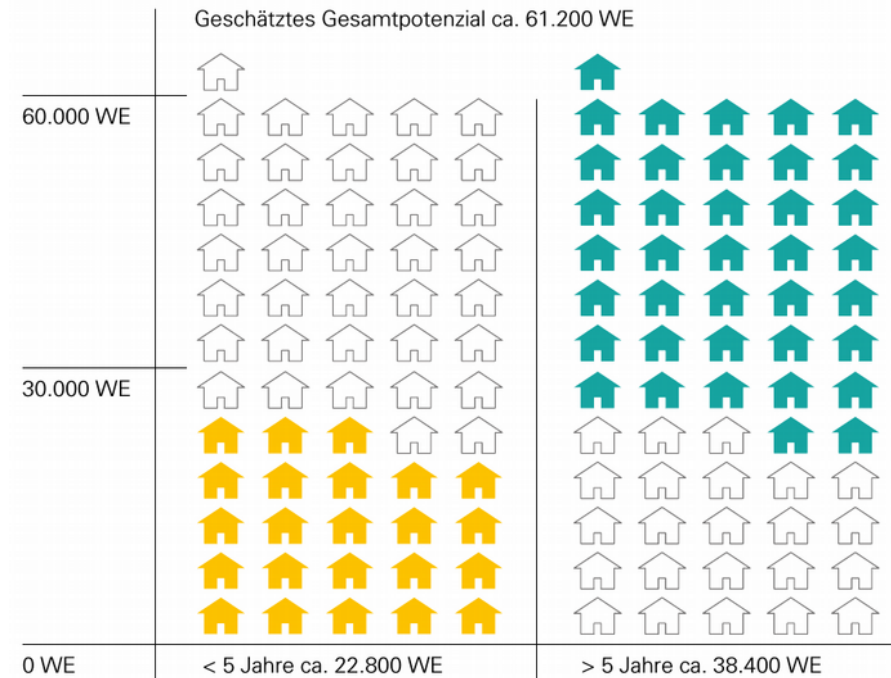 Geschätztes Gesamtpotenzial ca. 61.200 WE
60.000 WE
30.000 WE
0 WE
< 5 Jahre ca. 22.800 WE
> 5 Jahre ca. 38.400 WE